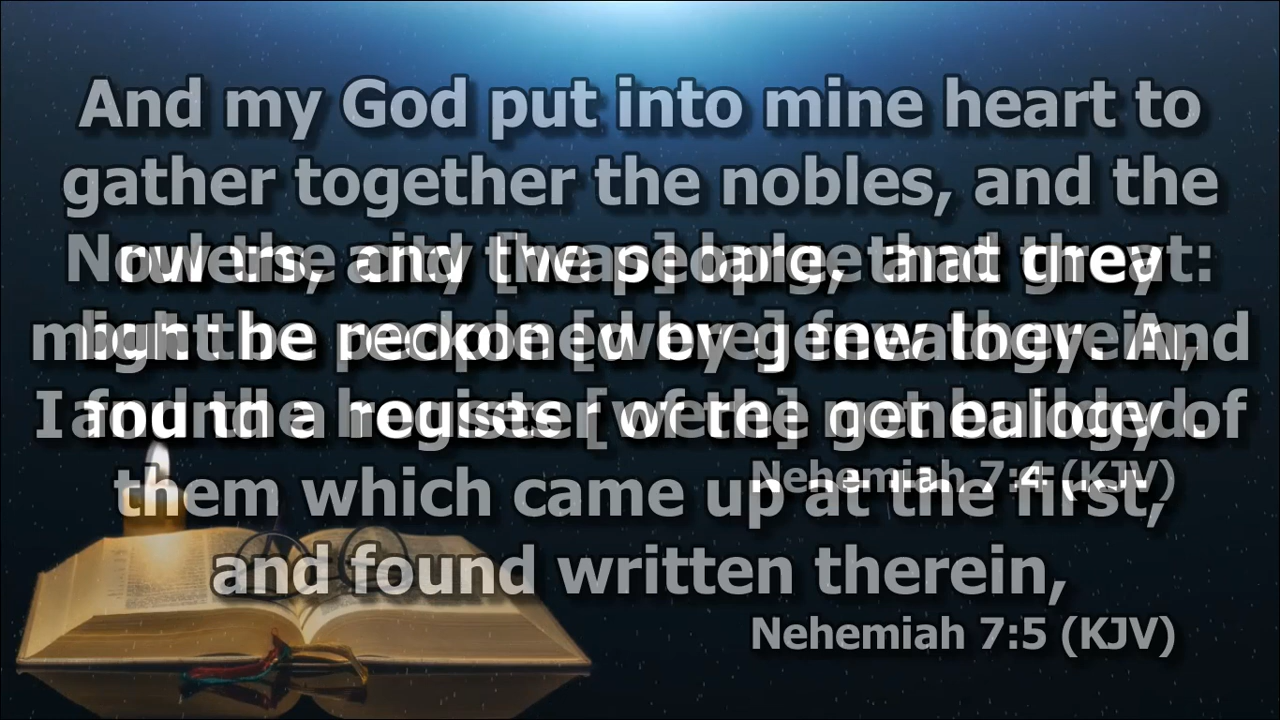 And my God put into mine heart to
gather together the nobles, and the
rulers, and the people, that they
might be reckoned by genealogy. And
I found a register of the genealogy of
them which came up at the first,
and found written therein,
Nehemiah 7:5 (KJV)
Now the city [was] large and great:
but the people [were] few therein,
and the houses [were] not builded.
Nehemiah 7:4 (KJV)